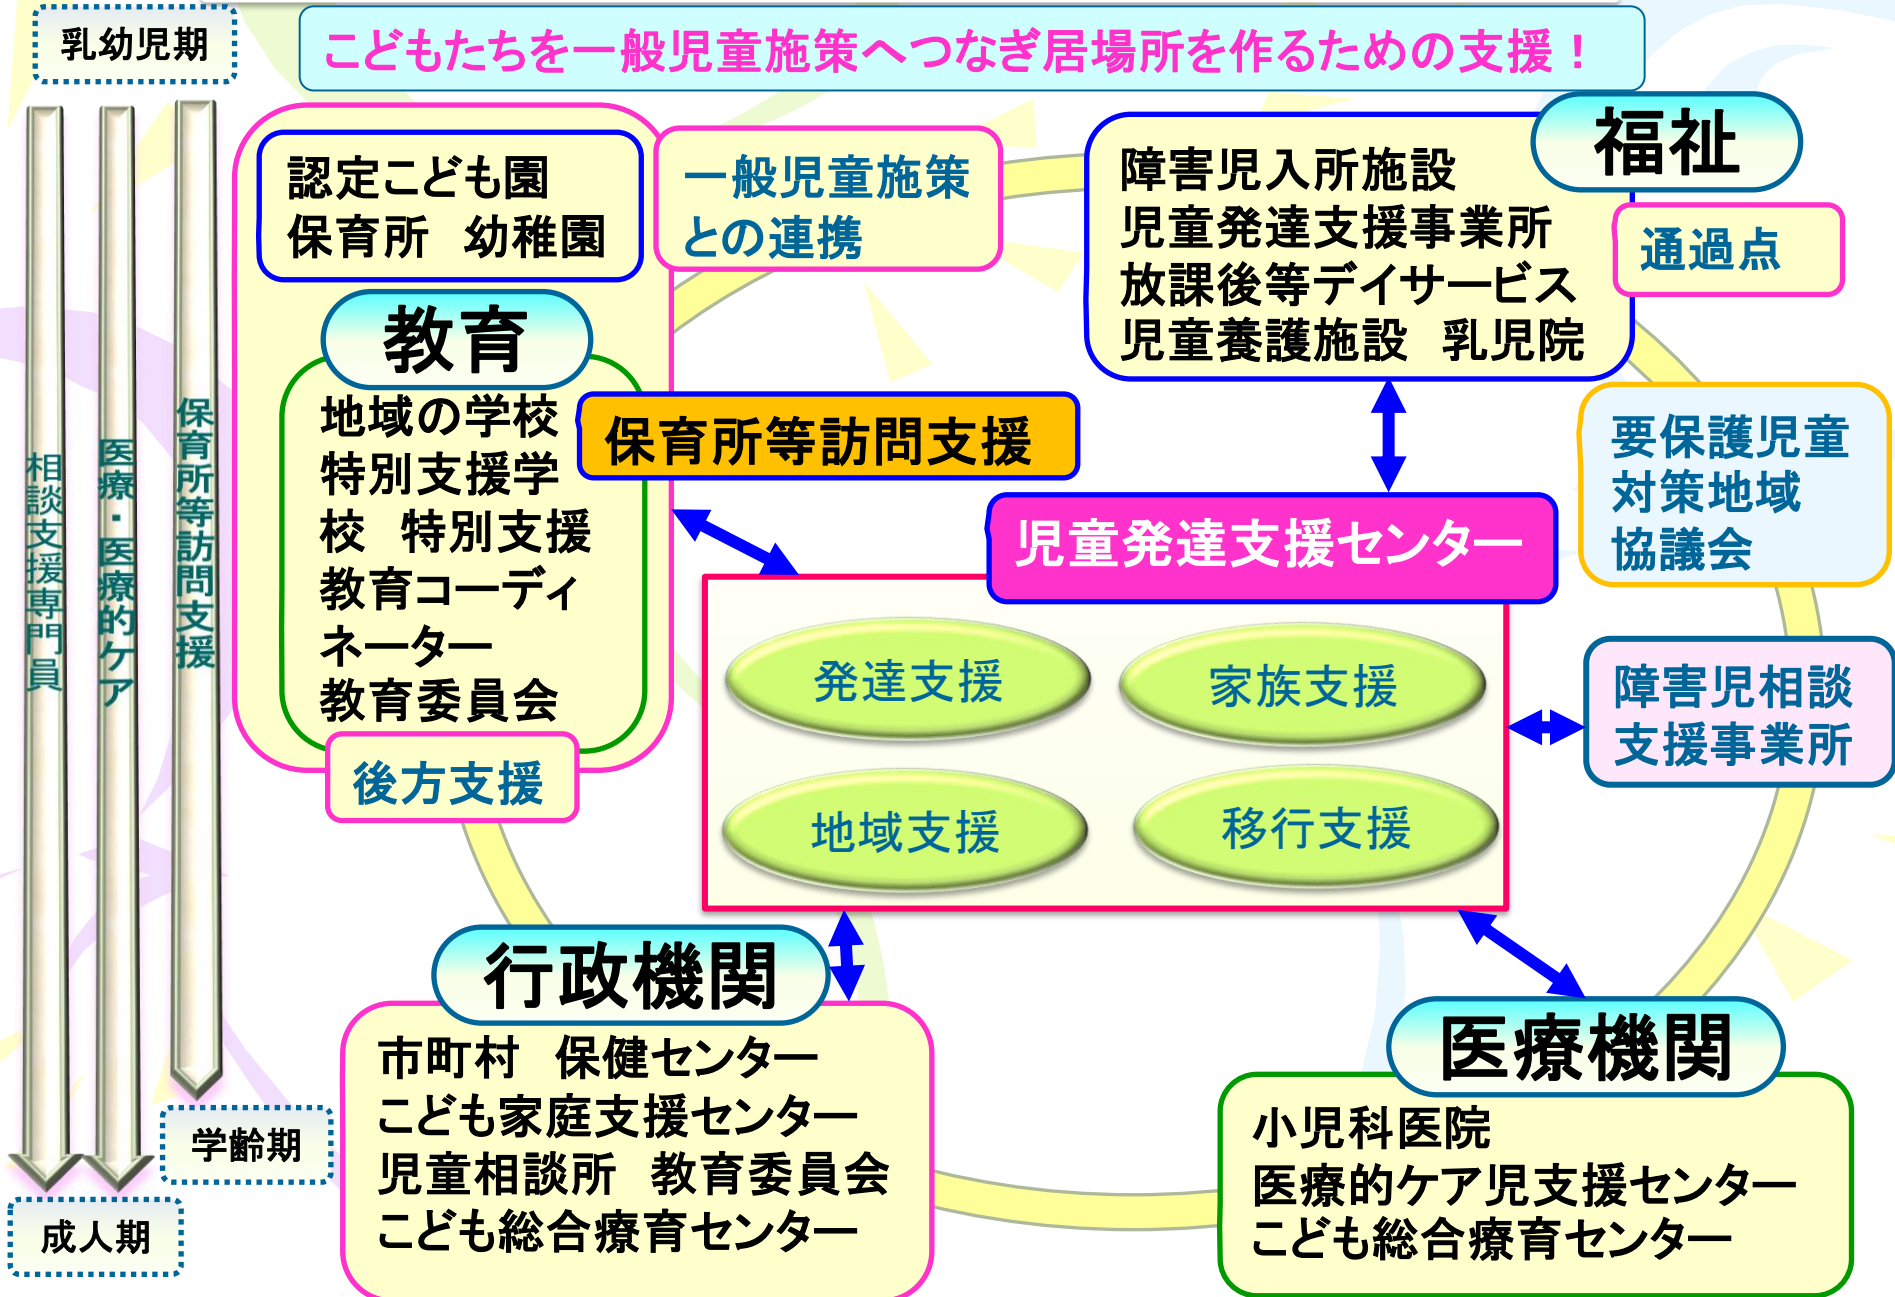 乳幼児期
こどもたちを一般児童施策へつなぎ居場所を作るための支援！
相談支援専門員
医療・医療的ケア
保育所等訪問支援
学齢期
成人期
認定こども園
保育所　幼稚園
一般児童施策
との連携
教育
地域の学校
特別支援学
校　特別支援
教育コーディ
ネーター
教育委員会
後方支援
保育所等訪問支援
福祉
障害児入所施設
児童発達支援事業所
放課後等デイサービス
児童養護施設　乳児院
通過点
要保護児童
対策地域
協議会
児童発達支援センター
発達支援
家族支援
地域支援
移行支援
障害児相談
支援事業所
行政機関
市町村　保健センター
こども家庭支援センター
児童相談所　教育委員会
こども総合療育センター
医療機関
小児科医院
医療的ケア児支援センター
こども総合療育センター